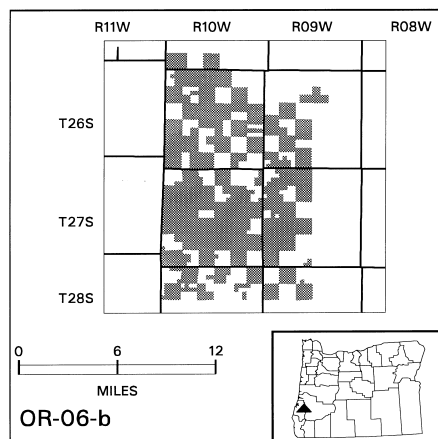 R11W R10W R09W R08W
T26S
T27S
T28S
0 6 12
MILES
OR-06-b